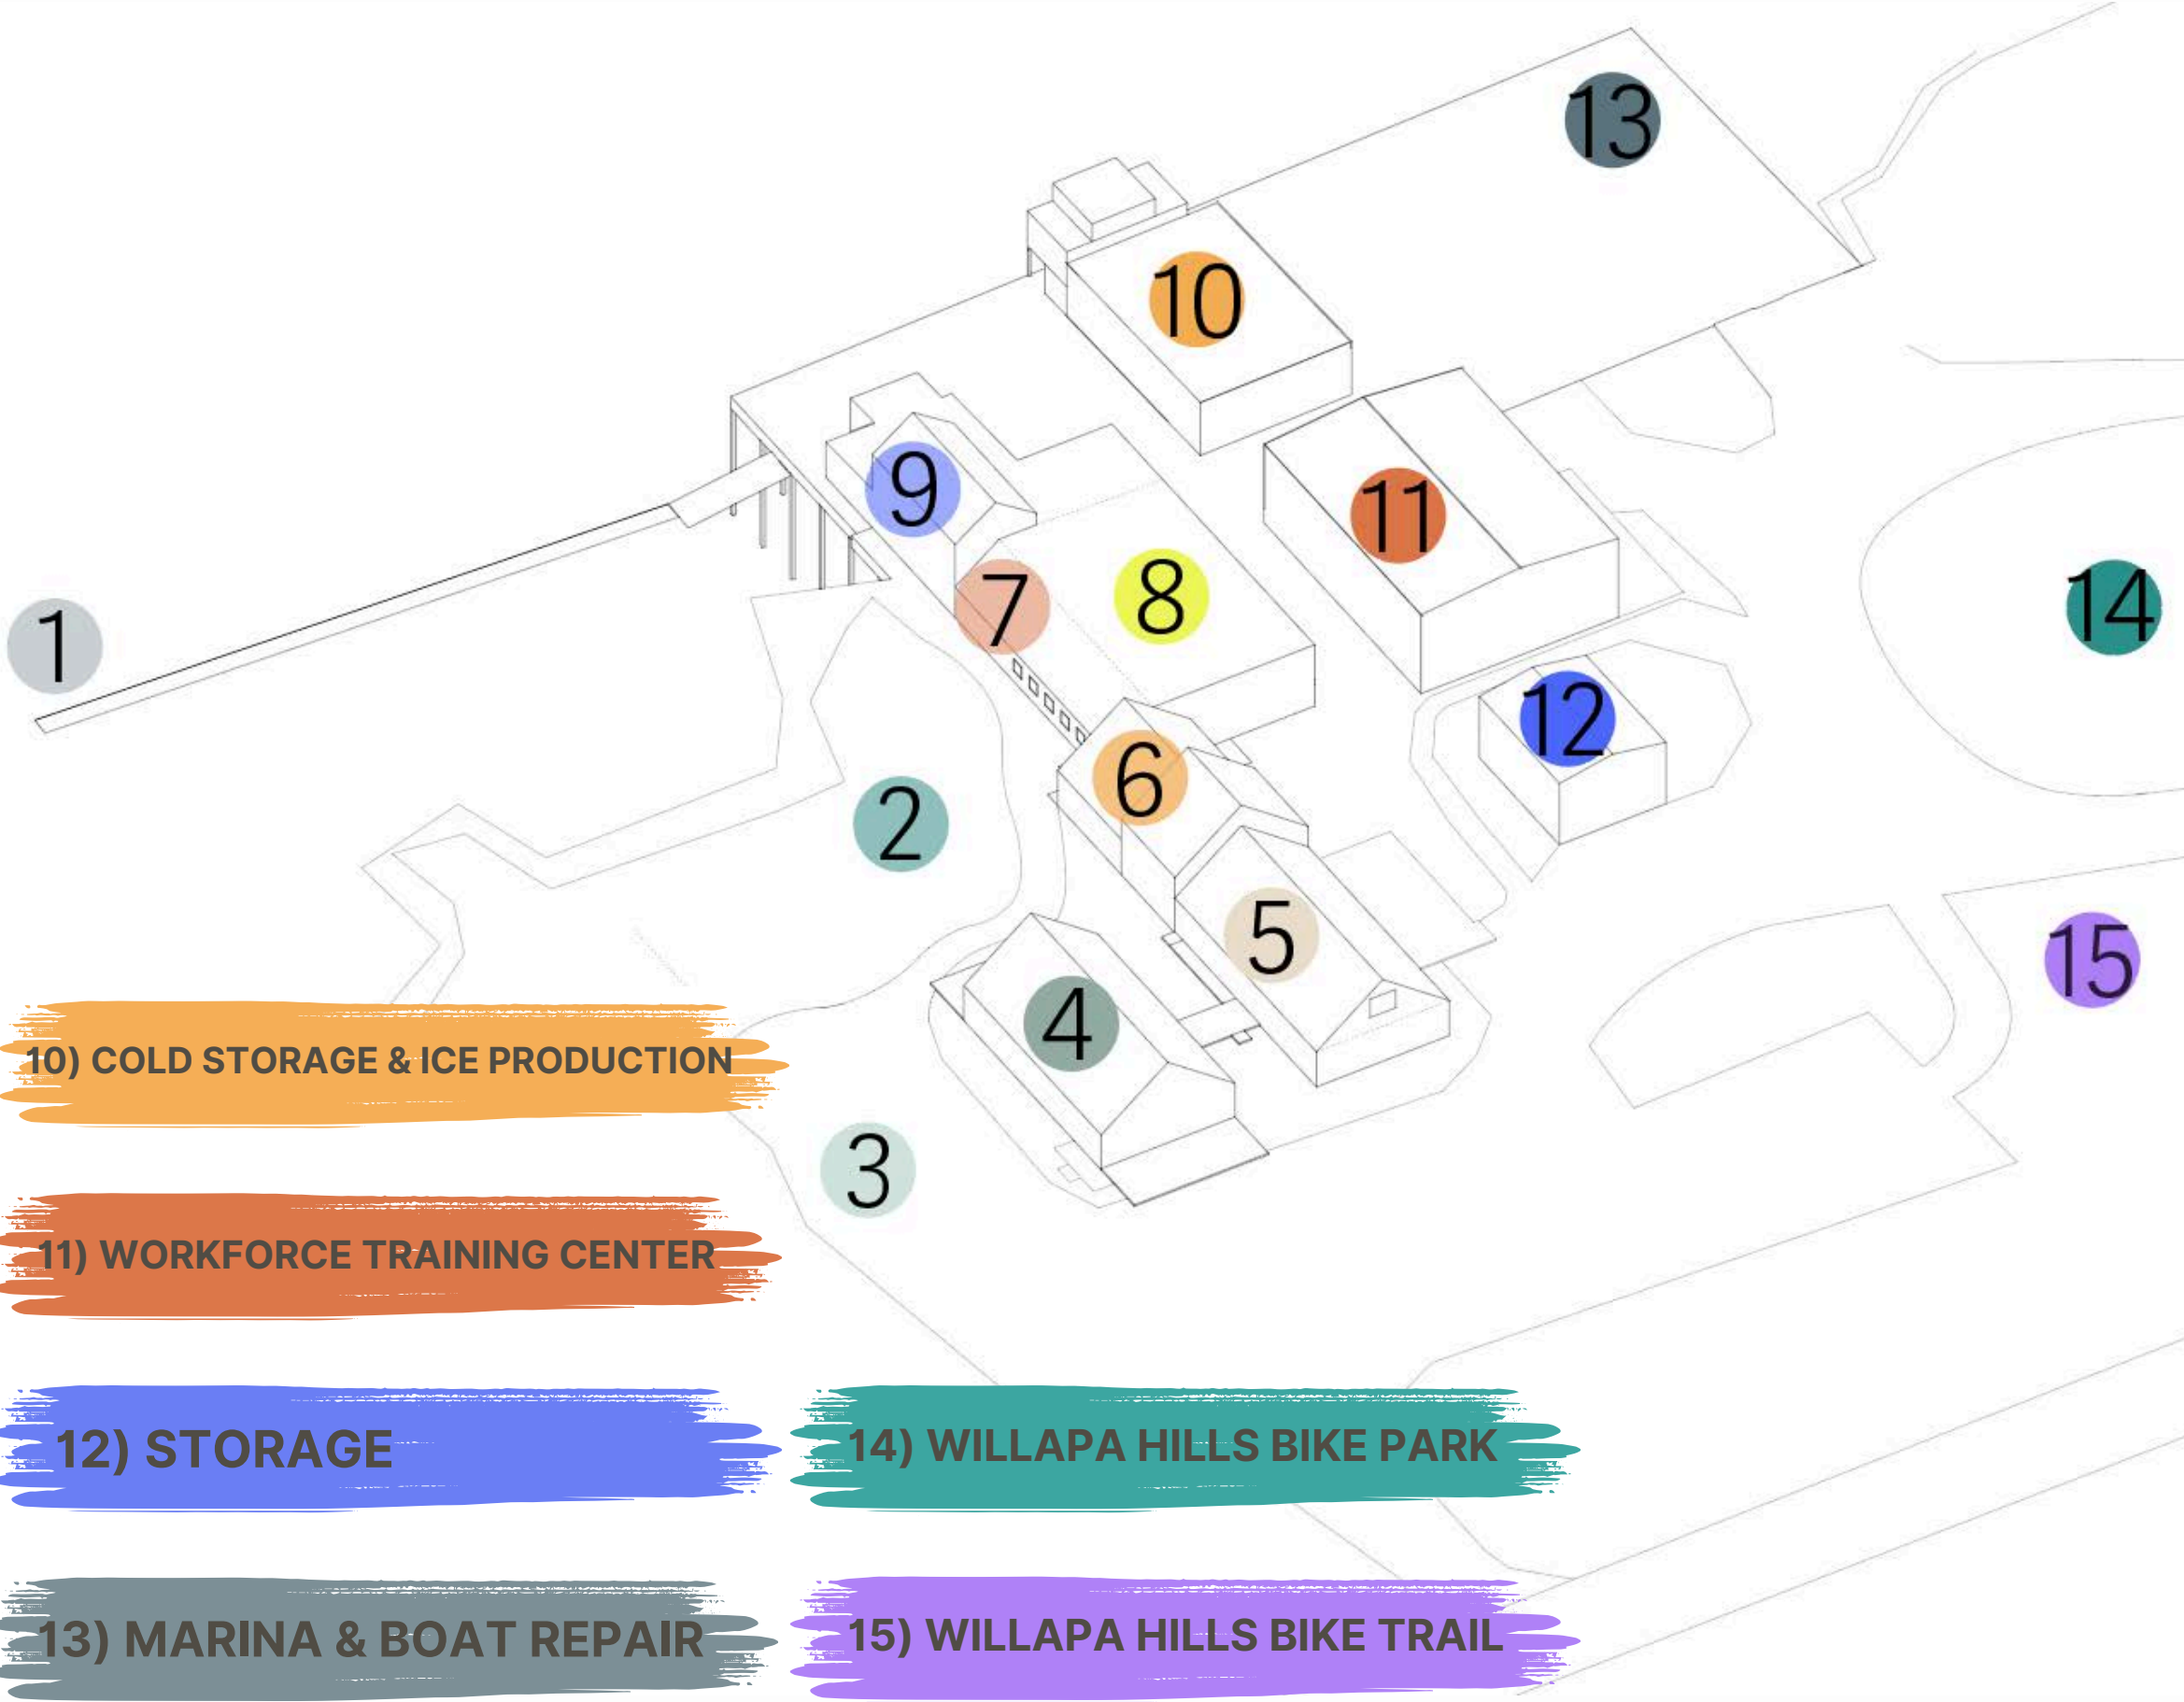 13
10
9
11
1
7
8
14
12
6
2
5
15
4
3
10) COLD STORAGE & ICE PRODUCTION
11) WORKFORCE TRAINING CENTER
12) STORAGE
14) WILLAPA HILLS BIKE PARK
13) MARINA & BOAT REPAIR
15) WILLAPA HILLS BIKE TRAIL